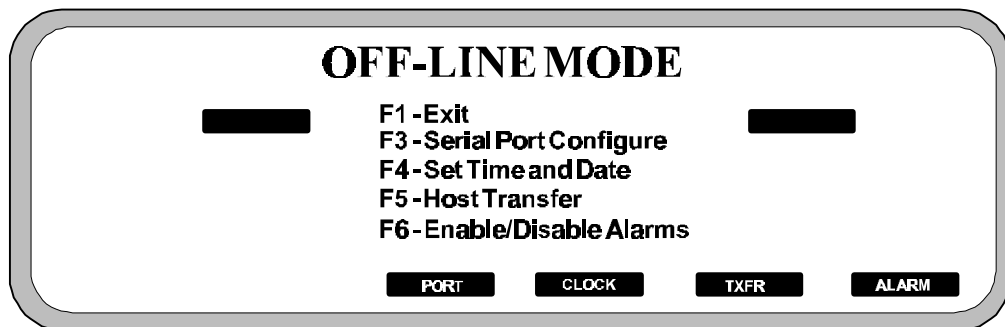 OFF-LINE MODE
F1 - Exit
F3 - Serial Port Configure
F4 - Set Time and Date
F5 - Host Transfer
F6 - Enable/Disable Alarms
PORT CLOCK TXFR ALARM